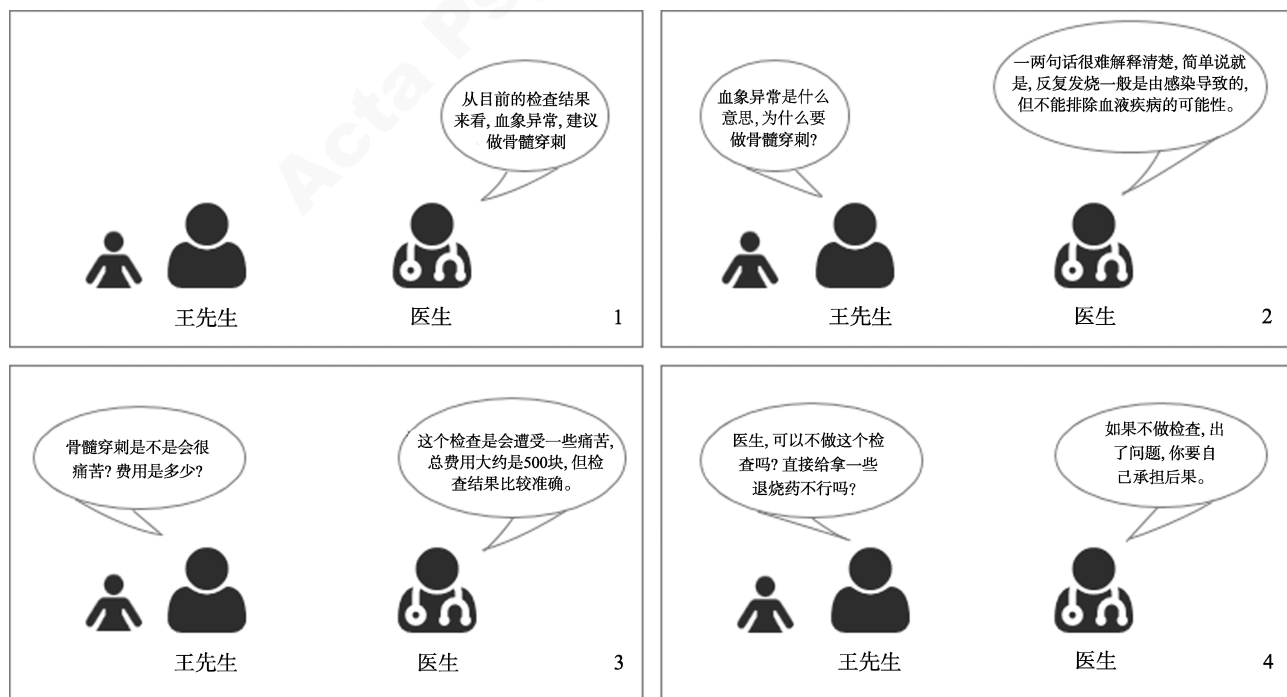 Acta Ps
从目前的检查结果
来看, 血象异常, 建议
做骨髓穿刺
王先生
医生
1
血象异常是什么
意思, 为什么要
做骨髓穿刺?
一两句话很难解释清楚, 简单说就
是, 反复发烧一般是由感染导致的,
但不能排除血液疾病的可能性。
王先生
医生
2
骨髓穿刺是不是会很
痛苦? 费用是多少?
这个检查是会遭受一些痛苦,
总费用大约是500块, 但检
查结果比较准确。
王先生
医生
3
医生, 可以不做这个检
查吗? 直接给拿一些
退烧药不行吗?
如果不做检查, 出
了问题, 你要自
己承担后果。
王先生
医生
4